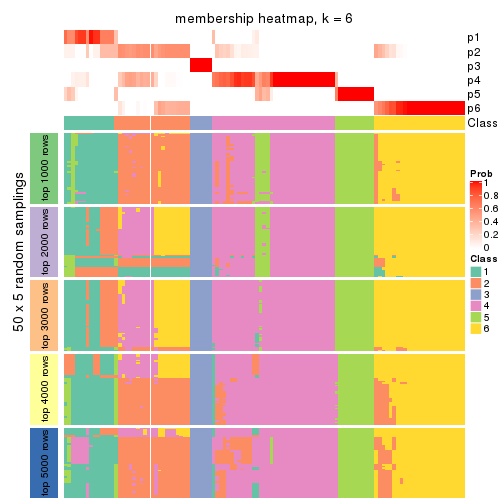 membership heatmap, k = 6
p1
p2
p3
p4
p5
p6
Class
50 x 5 random samplings
top 1000 rows
top 2000 rows
top 3000 rows
top 4000 rows
top 5000 rows
Prob
1
0.8
0.6
0.4
0.2
0
Class
1
2
3
4
5
6